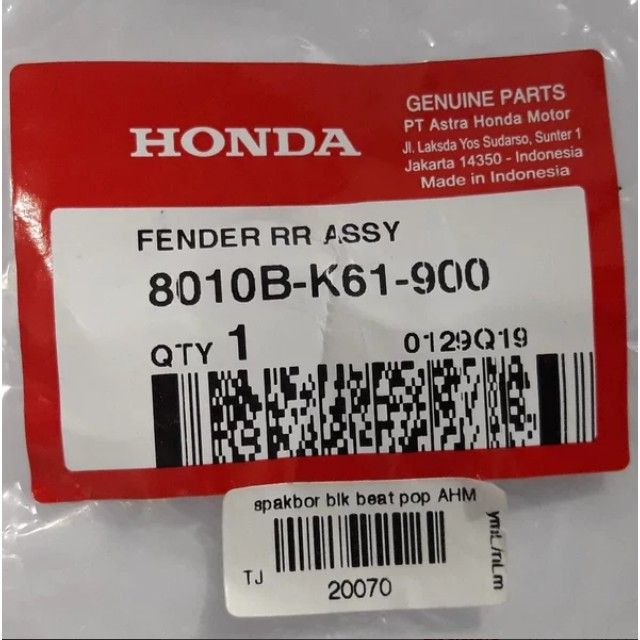 HONDA
GENUINE PARTS
PT Astra Honda Motor
Jl. Laksda Yos Sudarso, Sunter 1
Jakarta 14350 - Indonesia
Made in Indonesia
FENDER RR ASSY
8010B-K61-900
QTY 1
0129Q19
spakbor blk beat pop AHM
TJ
20070